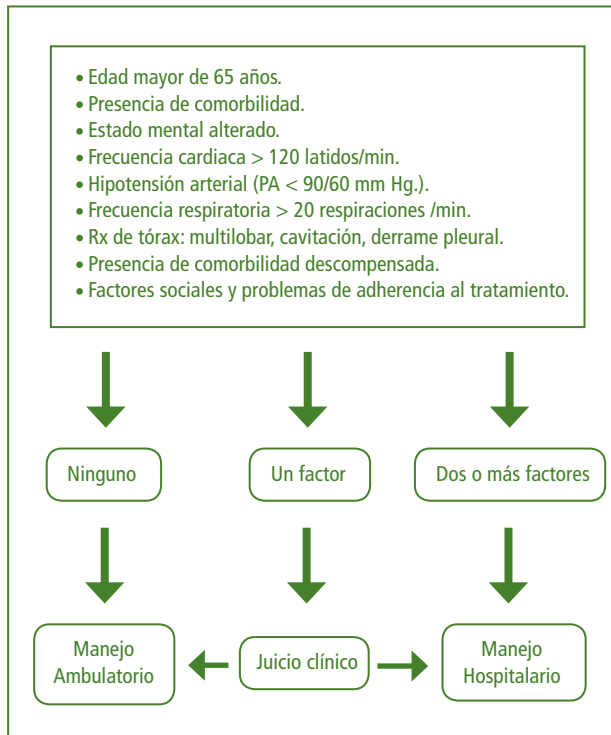 • Edad mayor de 65 años.
• Presencia de comorbilidad.
• Estado mental alterado.
• Frecuencia cardiaca > 120 latidos/min.
• Hipotensión arterial (PA < 90/60 mm Hg.).
• Frecuencia respiratoria > 20 respiraciones /min.
• Rx de tórax: multilobar, cavitación, derrame pleural.
• Presencia de comorbilidad descompensada.
• Factores sociales y problemas de adherencia al tratamiento.
Ninguno
Un factor
Dos o más factores
Manejo
Ambulatorio
Juicio clínico
Manejo
Hospitalario